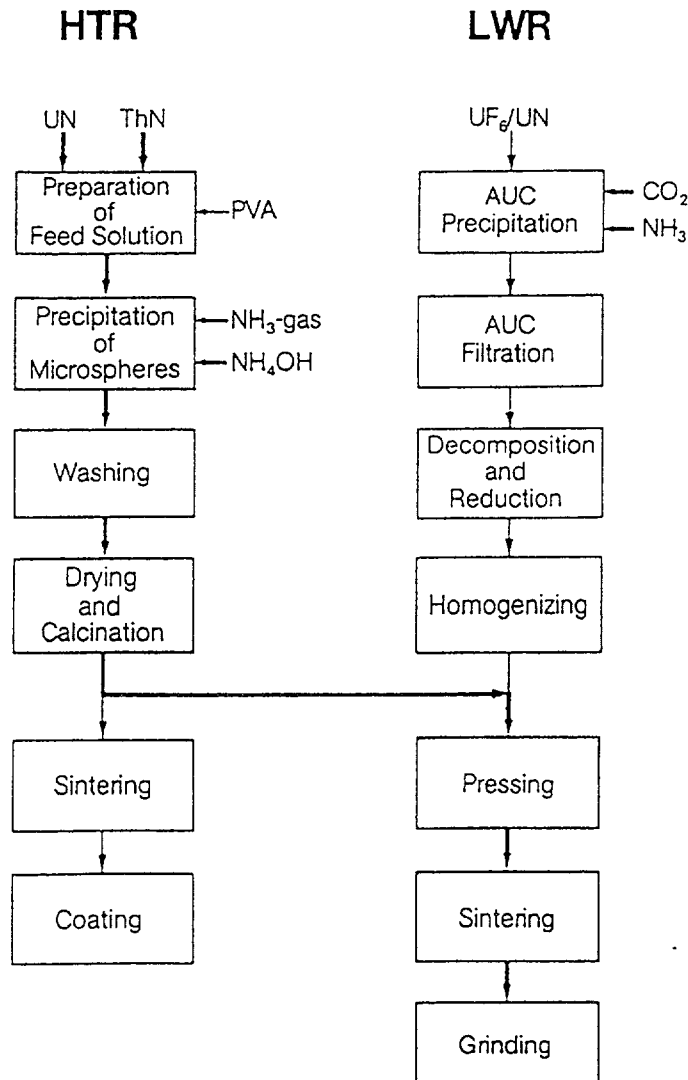 HTR
UN ThN
Preparation
of
Feed Solution
PVA
Precipitation
of
Microspheres
NH₃-gas
NH₄OH
Washing
Drying
and
Calcination
Sintering
Coating
LWR
UF₆/UN
AUC
Precipitation
CO₂
NH₃
AUC
Filtration
Decomposition
and
Reduction
Homogenizing
Pressing
Sintering
Grinding